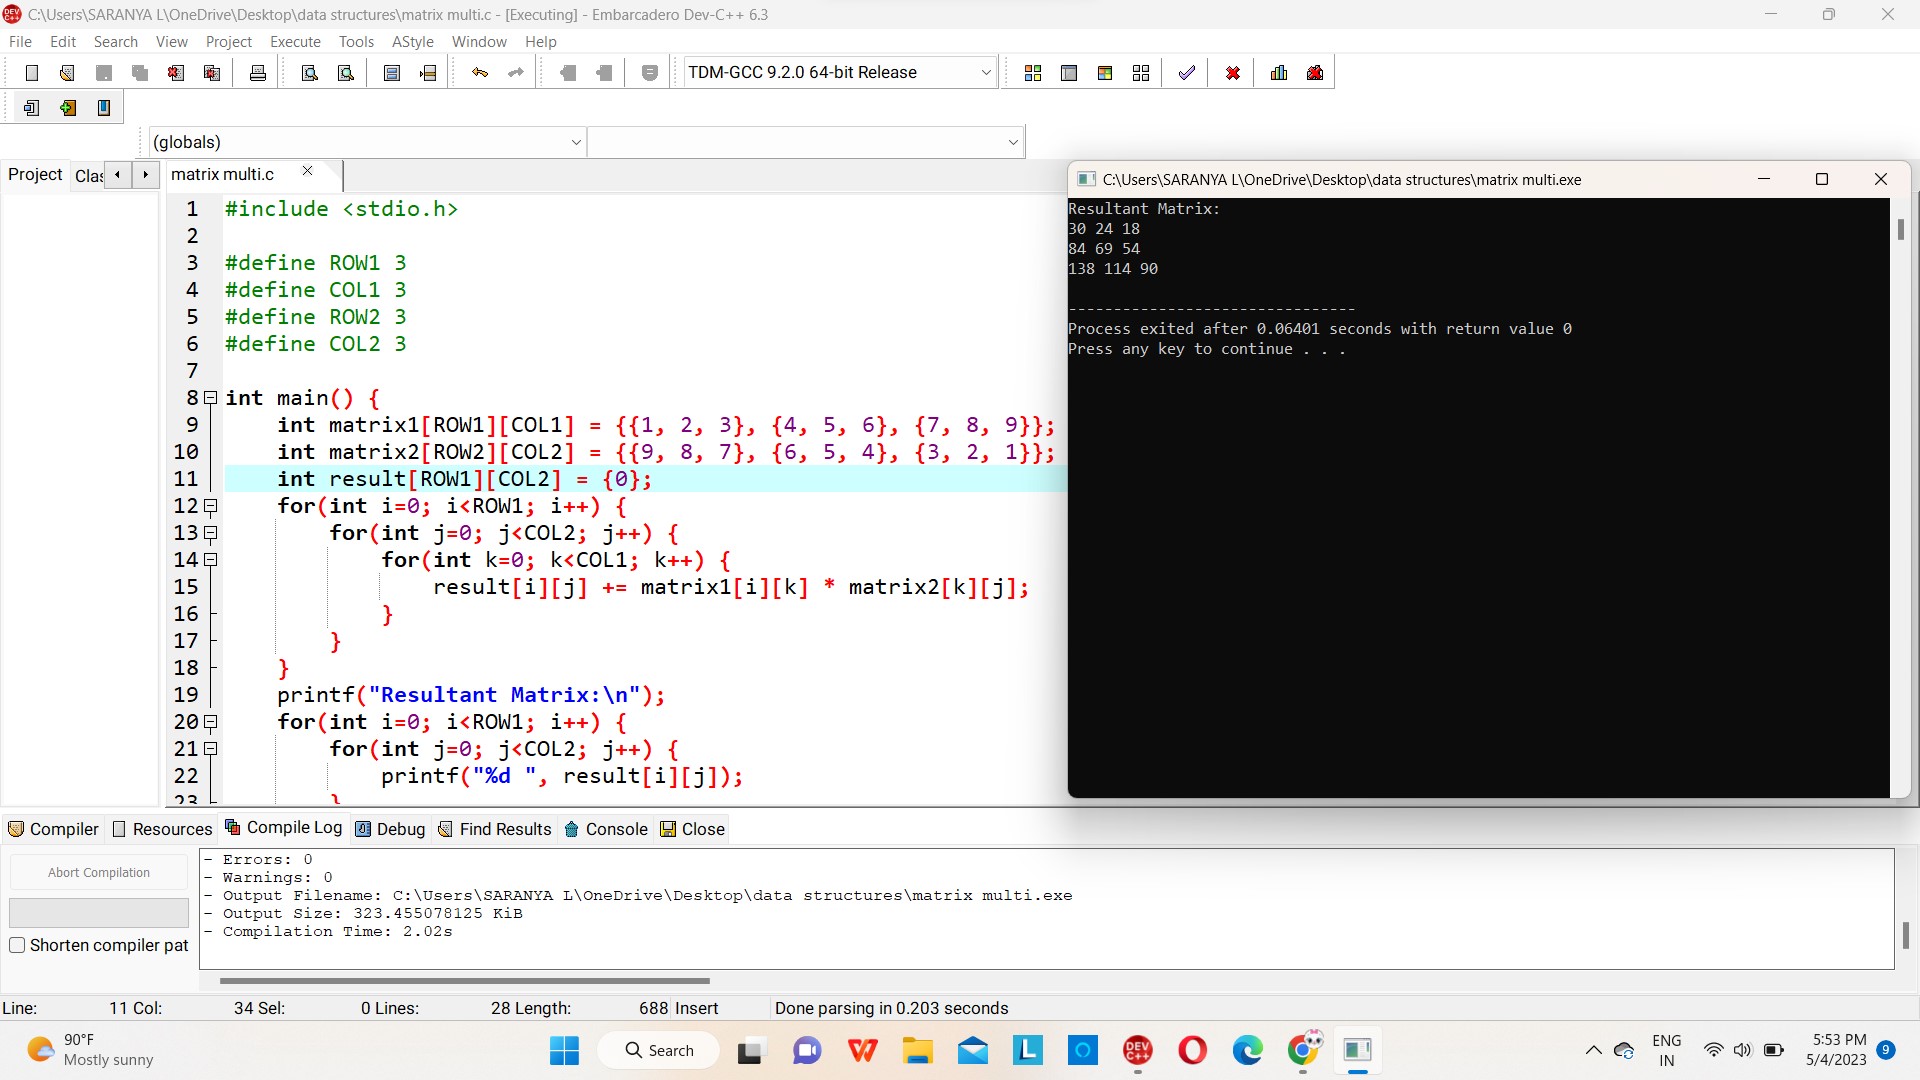 C:\Users\SARANYA L\OneDrive\Desktop\data structures\matrix multi.c - [Executing] - Embarcadero Dev-C++ 6.3
File Edit Search View Project Execute Tools AStyle Window Help
TDM-GCC 9.2.0 64-bit Release
(globals)
Project Clas
matrix multi.c
1 #include <stdio.h>
2
3 #define ROW1 3
4 #define COL1 3
5 #define ROW2 3
6 #define COL2 3
7
8 int main() {
9 int matrix1[ROW1][COL1] = {{1, 2, 3}, {4, 5, 6}, {7, 8, 9}};
10 int matrix2[ROW2][COL2] = {{9, 8, 7}, {6, 5, 4}, {3, 2, 1}};
11 int result[ROW1][COL2] = {0};
12 for(int i=0; i<ROW1; i++) {
13 for(int j=0; j<COL2; j++) {
14 for(int k=0; k<COL1; k++) {
15 result[i][j] += matrix1[i][k] * matrix2[k][j];
16 }
17 }
18 }
19 printf("Resultant Matrix:\n");
20 for(int i=0; i<ROW1; i++) {
21 for(int j=0; j<COL2; j++) {
22 printf("%d ", result[i][j]);
23 }
C:\Users\SARANYA L\OneDrive\Desktop\data structures\matrix multi.exe
Resultant Matrix:
30 24 18
84 69 54
138 114 90
--------------------------------
Process exited after 0.06401 seconds with return value 0
Press any key to continue . . .
Compiler Resources Compile Log Debug Find Results Console Close
Abort Compilation
Shorten compiler pat
- Errors: 0
- Warnings: 0
- Output Filename: C:\Users\SARANYA L\OneDrive\Desktop\data structures\matrix multi.exe
- Output Size: 323.455078125 KiB
- Compilation Time: 2.02s
Line: 11 Col: 34 Sel: 0 Lines: 28 Length: 688 Insert Done parsing in 0.203 seconds
90°F
Mostly sunny
Search
DEV C++
ENG
IN
5:53 PM
5/4/2023
9